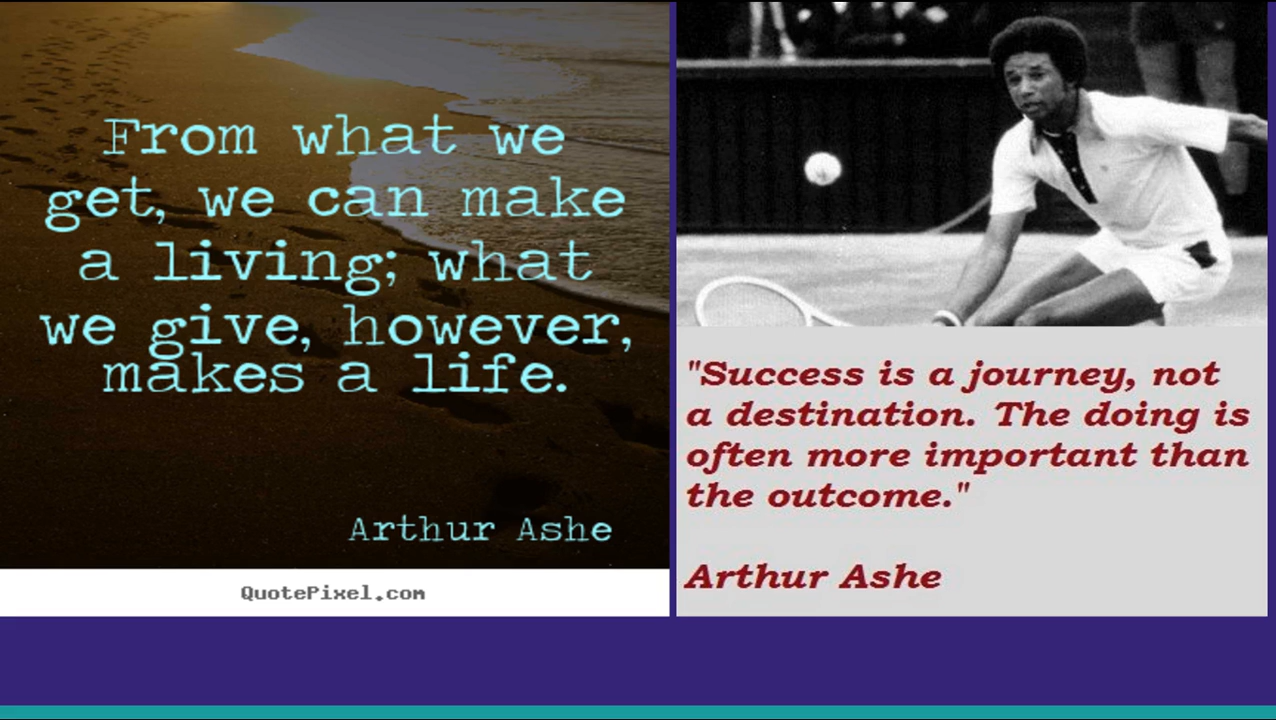 From what we
get, we can make
a living; what
we give, however,
makes a life.
Arthur Ashe
QuotePixel.com
"Success is a journey, not
a destination. The doing is
often more important than
the outcome."
Arthur Ashe